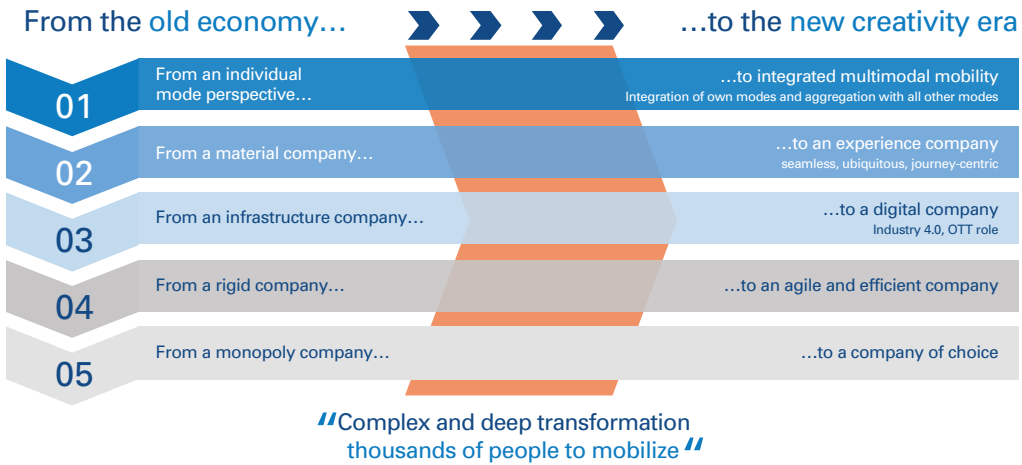 From the old economy…
…to the new creativity era
01
From an individual
mode perspective…
…to integrated multimodal mobility
Integration of own modes and aggregation with all other modes
02
From a material company…
…to an experience company
seamless, ubiquitous, journey-centric
03
From an infrastructure company…
…to a digital company
Industry 4.0, OTT role
04
From a rigid company…
…to an agile and efficient company
05
From a monopoly company…
…to a company of choice
"Complex and deep transformation
thousands of people to mobilize"